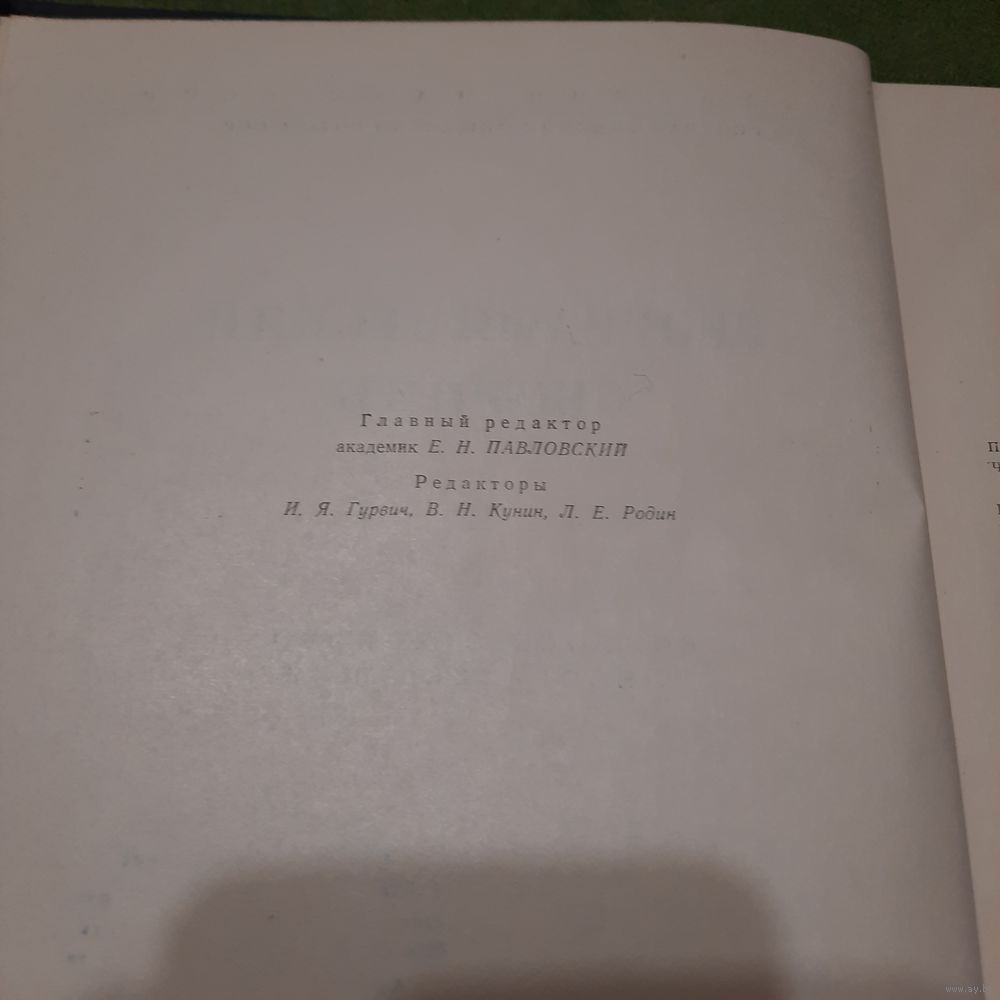 Главный редактор
академик Е. Н. ПАВЛОВСКИЙ
Редакторы
И. Я. Гурвич, В. Н. Кунин, Л. Е. Родин